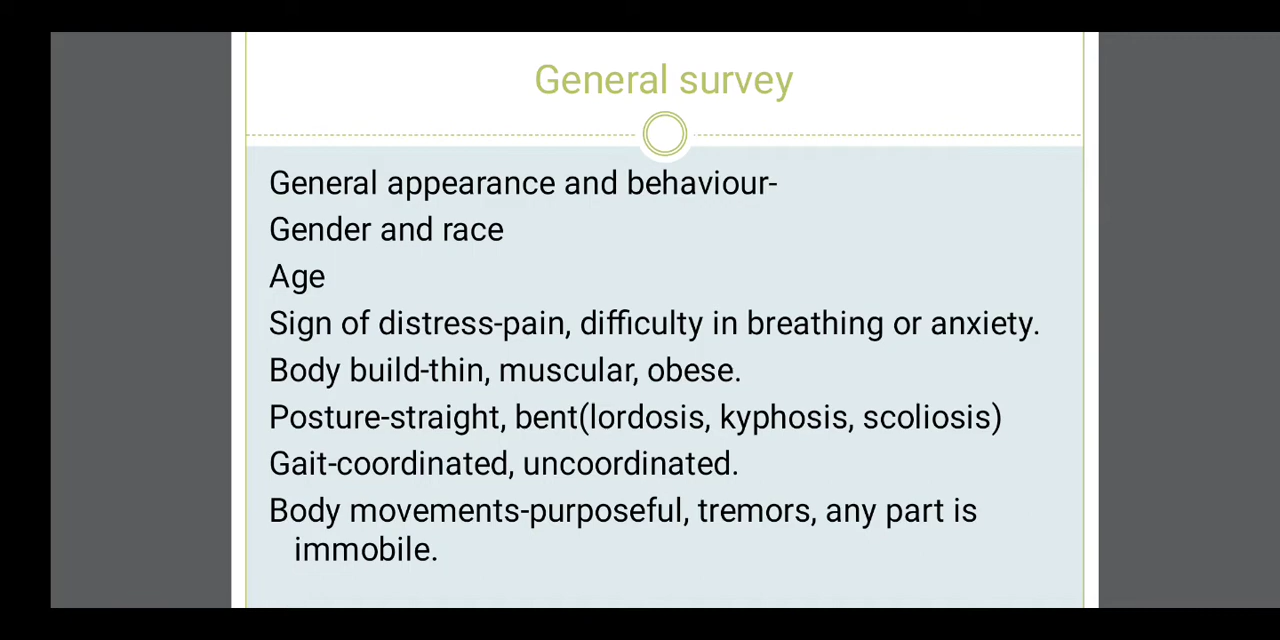 General survey
General appearance and behaviour-
Gender and race
Age
Sign of distress-pain, difficulty in breathing or anxiety.
Body build-thin, muscular, obese.
Posture-straight, bent(lordosis, kyphosis, scoliosis)
Gait-coordinated, uncoordinated.
Body movements-purposeful, tremors, any part is
immobile.